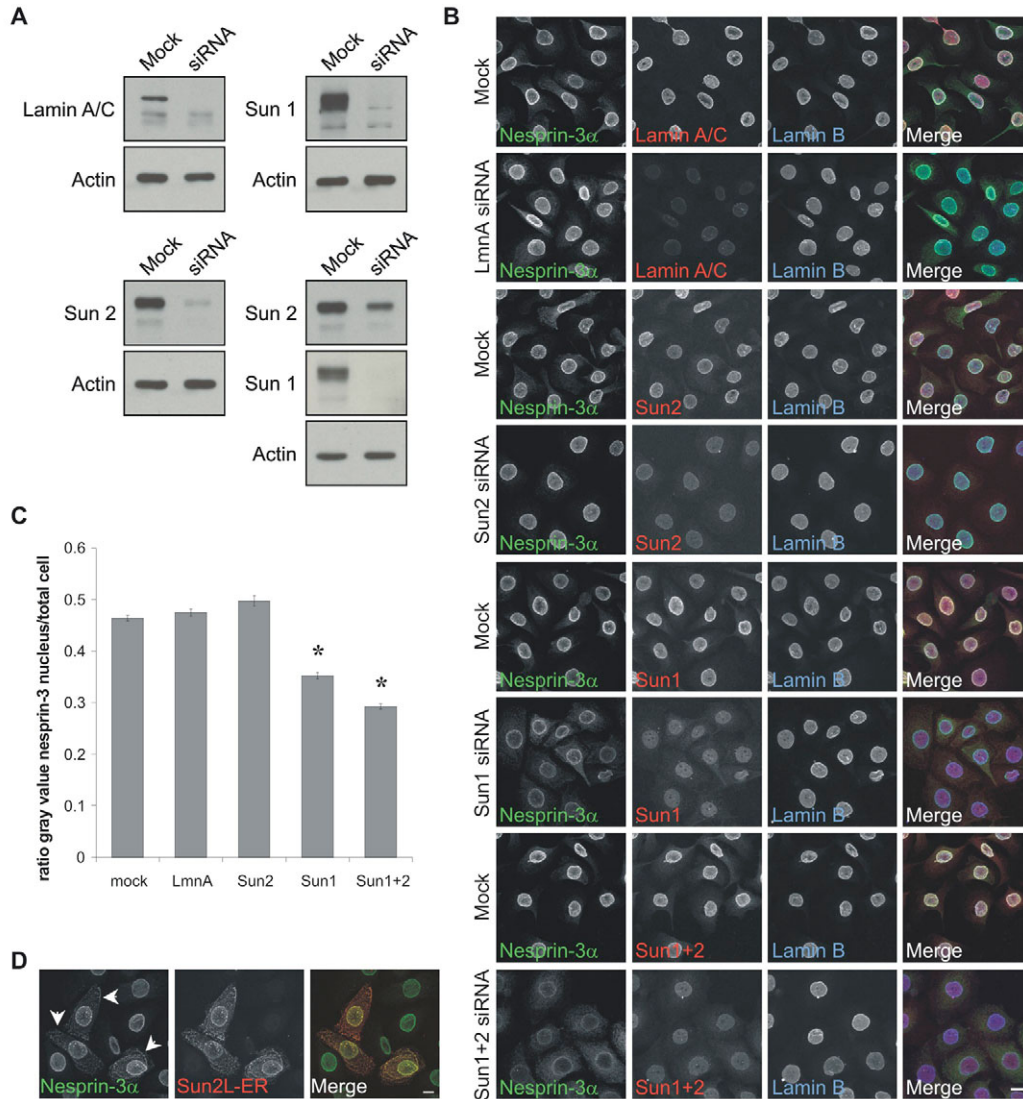 A
Mock
siRNA
Lamin A/C
Actin
Mock
siRNA
Sun 1
Actin
Mock
siRNA
Sun 2
Actin
Mock
siRNA
Sun 2
Sun 1
Actin
B
Mock
Nesprin-3α
Lamin A/C
Lamin B
Merge
LmnA siRNA
Nesprin-3α
Lamin A/C
Lamin B
Merge
Mock
Nesprin-3α
Sun2
Lamin B
Merge
Sun2 siRNA
Nesprin-3α
Sun2
Lamin B
Merge
Mock
Nesprin-3α
Sun1
Lamin B
Merge
Sun1 siRNA
Nesprin-3α
Sun1
Lamin B
Merge
Mock
Nesprin-3α
Sun1+2
Lamin B
Merge
Sun1+2 siRNA
Nesprin-3α
Sun1+2
Lamin B
Merge
C
ratio gray value nesprin-3 nucleus/total cell
0.6
0.5
0.4
0.3
0.2
0.1
0
*
*
mock
LmnA
Sun2
Sun1
Sun1+2
D
Nesprin-3α
Sun2L-ER
Merge